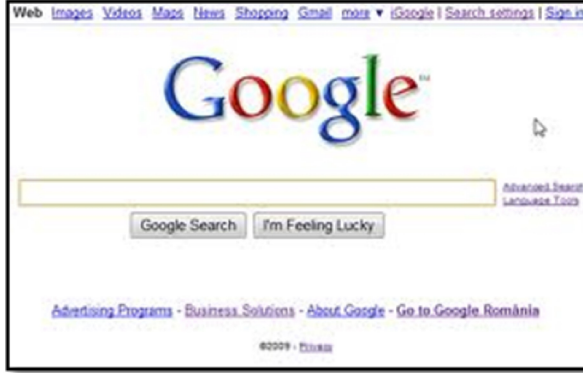 Web Images Videos Maps News Shopping Gmail more ▼ iGoogle | Search settings | Sign in
Google™
Advanced Search
Language Tools
Google Search I'm Feeling Lucky
Advertising Programs - Business Solutions - About Google - Go to Google România
©2009 - Privacy